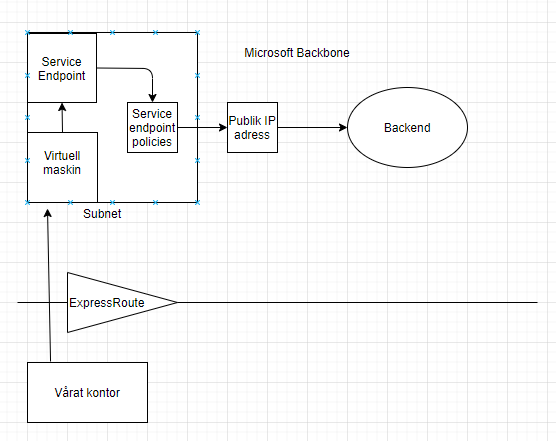 Microsoft Backbone
Service
Endpoint
Service
endpoint
policies
Publik IP
adress
Backend
Virtuell
maskin
Subnet
ExpressRoute
Vårat kontor